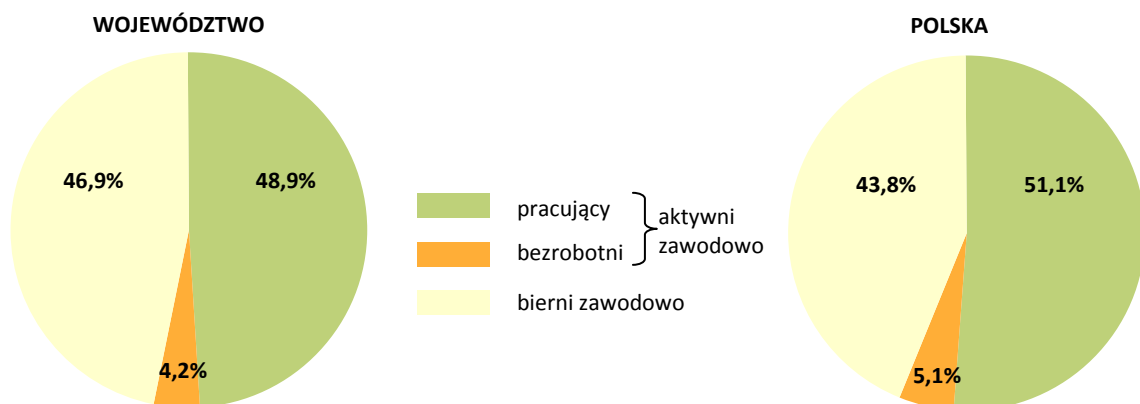 WOJEWÓDZTWO
46,9%
48,9%
4,2%
pracujący
bezrobotni
aktywni
zawodowo
bierni zawodowo
POLSKA
43,8%
51,1%
5,1%